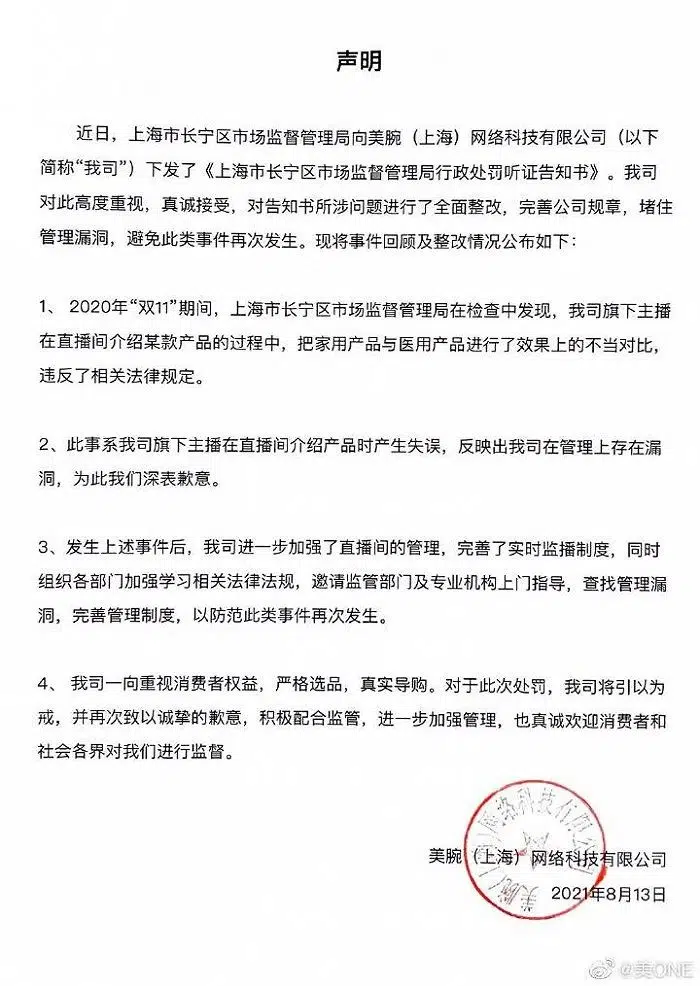 声明
近日，上海市长宁区市场监督管理局向美腕（上海）网络科技有限公司（以下
简称“我司”）下发了《上海市长宁区市场监督管理局行政处罚听证告知书》。我司
对此高度重视，真诚接受，对告知书所涉问题进行了全面整改，完善公司规章，堵住
管理漏洞，避免此类事件再次发生。现将事件回顾及整改情况公布如下：
1、 2020年“双11”期间，上海市长宁区市场监督管理局在检查中发现，我司旗下主播
在直播间介绍某款产品的过程中，把家用产品与医用产品进行了效果上的不当对比，
违反了相关法律规定。
2、此事系我司旗下主播在直播间介绍产品时产生失误，反映出我司在管理上存在漏
洞，为此我们深表歉意。
3、发生上述事件后，我司进一步加强了直播间的管理，完善了实时监播制度，同时
组织各部门加强学习相关法律法规，邀请监管部门及专业机构上门指导，查找管理漏
洞，完善管理制度，以防范此类事件再次发生。
4、 我司一向重视消费者权益，严格选品，真实导购。对于此次处罚，我司将引以为
戒，并再次致以诚挚的歉意，积极配合监管，进一步加强管理，也真诚欢迎消费者和
社会各界对我们进行监督。
美腕（上海）网络科技有限公司
美腕（上海）网络科技有限公司
2021年8月13日
@美ONE